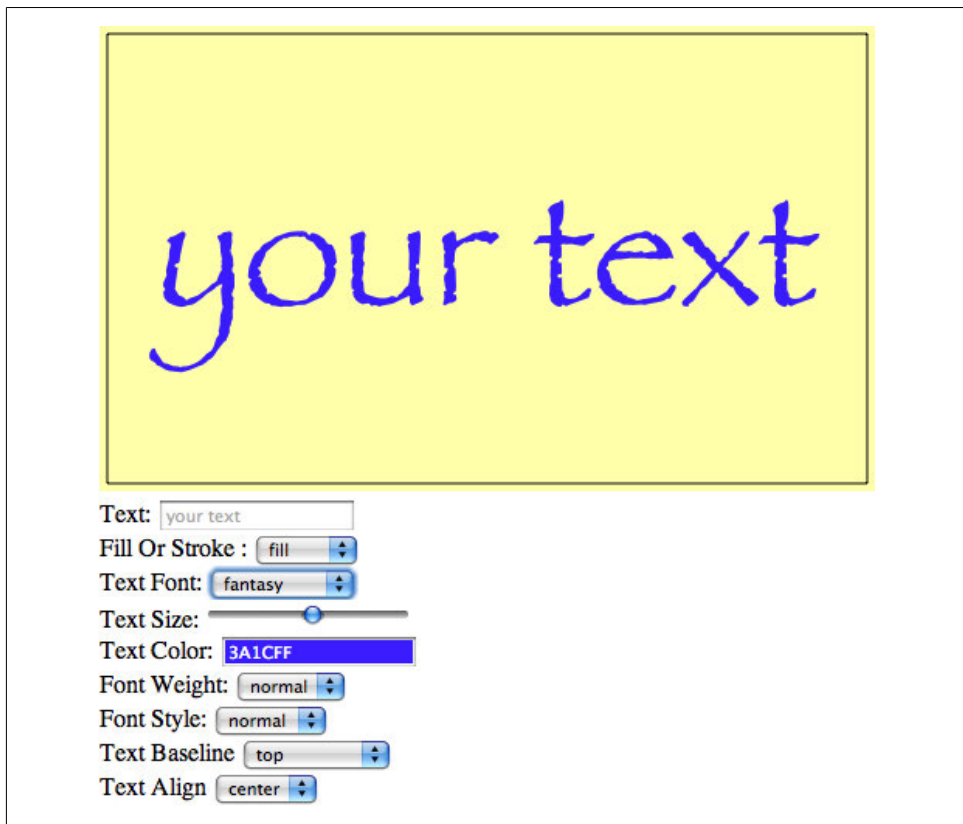 your text
Text: your text
Fill Or Stroke : fill
Text Font: fantasy
Text Size:
Text Color: 3A1CFF
Font Weight: normal
Font Style: normal
Text Baseline top
Text Align center